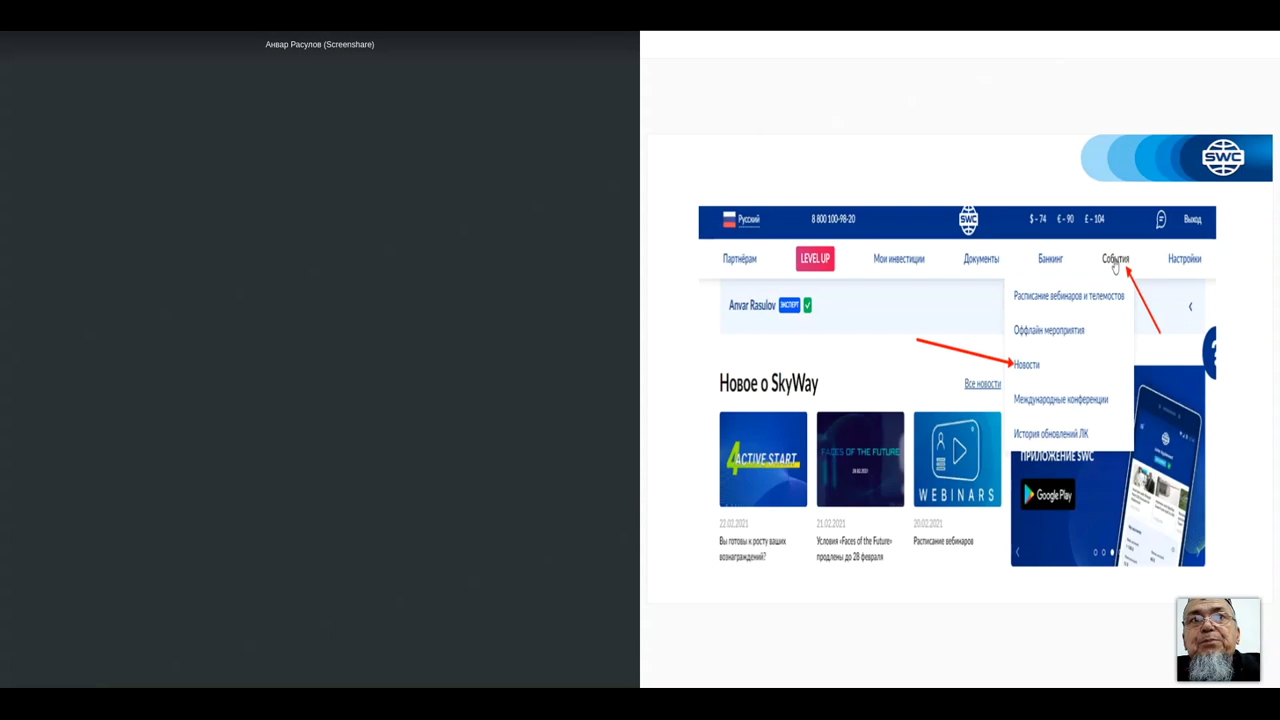 Анвар Расулов (Screenshare)
SWC
Русский
8 800 100-98-20
SWC
$ - 74 € - 90 £ - 104
Выход
Партнёрам
LEVEL UP
Мои инвестиции
Документы
Банкинг
События
Настройки
Anvar Rasulov ЭКСПЕРТ
Расписание вебинаров и телемостов
Оффлайн мероприятия
Новости
Международные конференции
История обновлений ЛК
Новое о SkyWay
Все новости
4 ACTIVE START
FACES OF THE FUTURE
28.02.2021
WEBINARS
22.02.2021
Вы готовы к росту ваших
вознаграждений?
21.02.2021
Условия «Faces of the Future»
продлены до 28 февраля
20.02.2021
Расписание вебинаров
ПРИЛОЖЕНИЕ SWC
Google Play